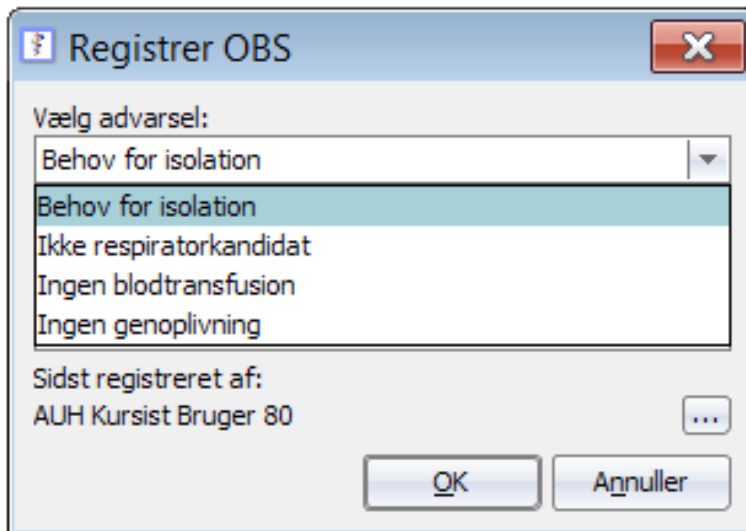 Registrer OBS
Vælg advarsel:
Behov for isolation
Behov for isolation
Ikke respiratorkandidat
Ingen blodtransfusion
Ingen genoplivning
Sidst registreret af:
AUH Kursist Bruger 80
...
OK
Annuller